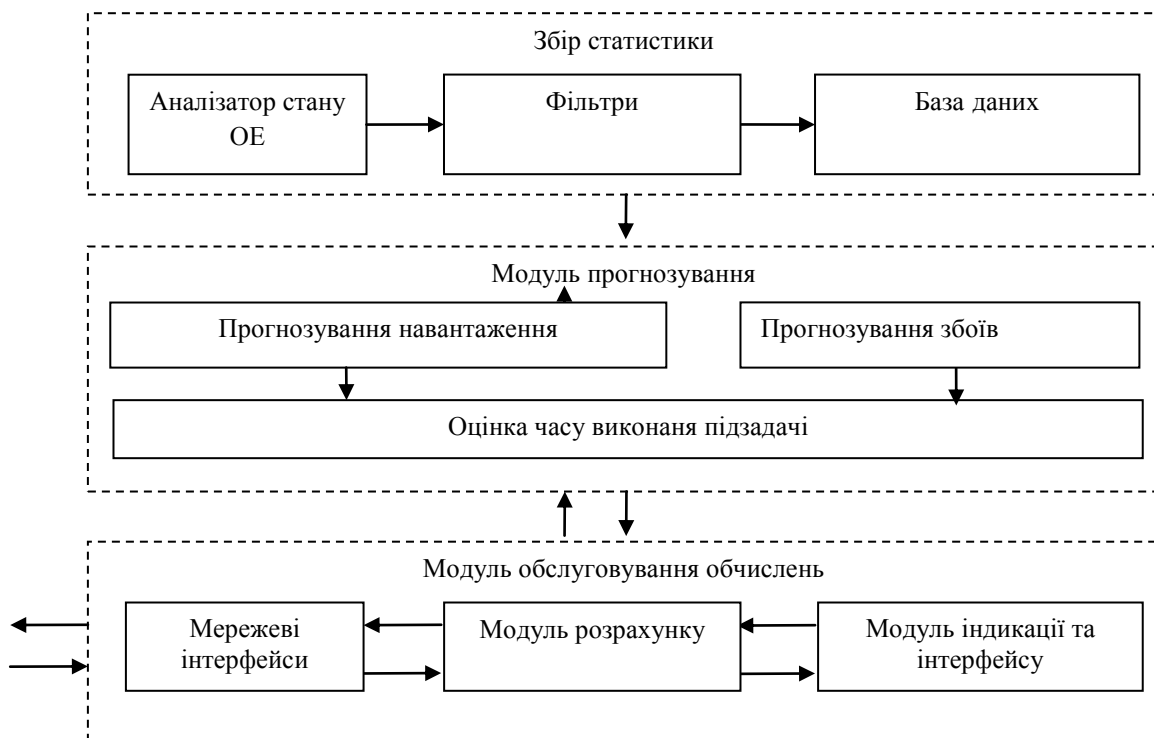 Збір статистики
Аналізатор стану
ОЕ
Фільтри
База даних
Модуль прогнозування
Прогнозування навантаження
Прогнозування збоїв
Оцінка часу виконаня підзадачі
Модуль обслуговування обчислень
Мережеві
інтерфейси
Модуль розрахунку
Модуль індикації та
інтерфейсу